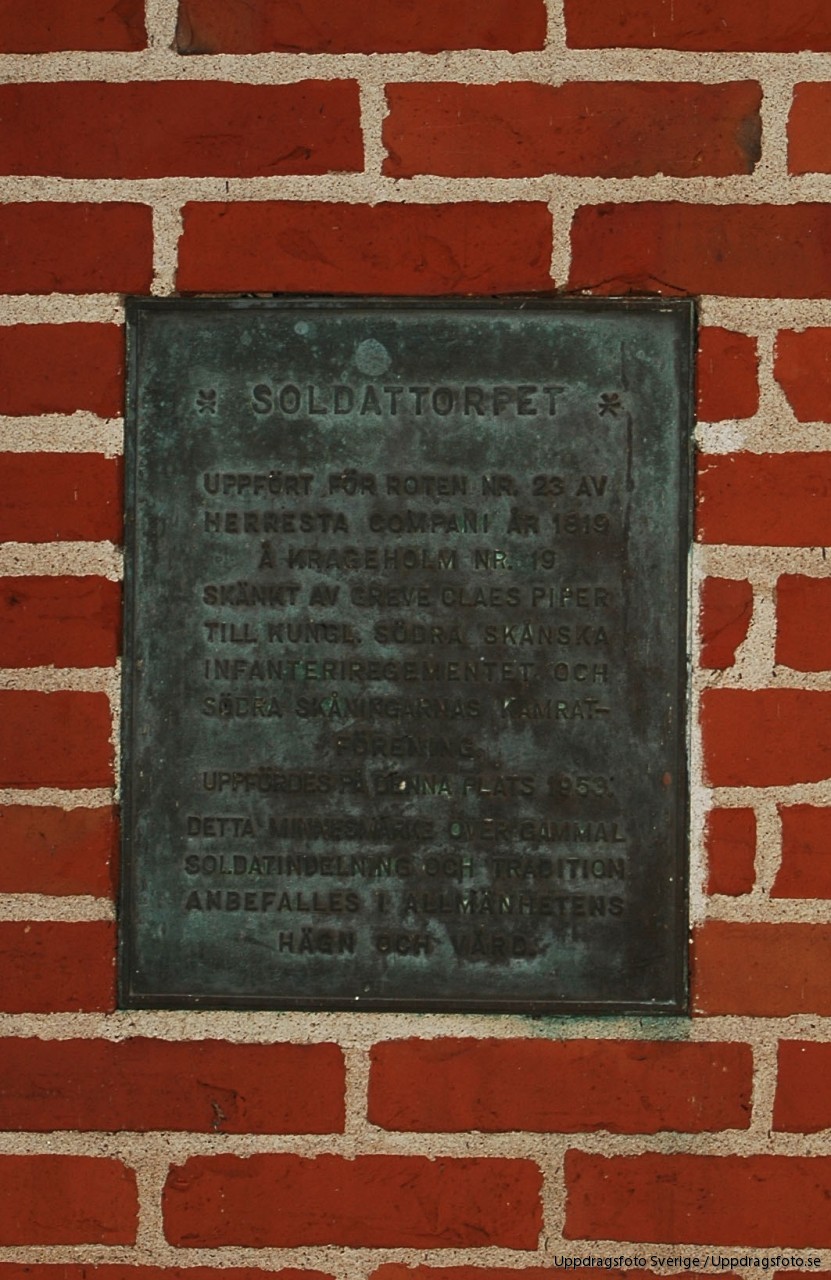 * SOLDATTORPET *
UPPFÖRT FÖR ROTEN NR. 23 AV
HERRESTA COMPANI ÅR 1819
Å KRAGEHOLM NR. 19
SKÄNKT AV GREVE CLAES PIPER
TILL KUNGL. SÖDRA SKÅNSKA
INFANTERIREGEMENTET OCH
SÖDRA SKÅNINGARNAS KAMRAT-
FÖRENING.
UPPFÖRDES PÅ DENNA PLATS 1953.
DETTA MINNESMÄRKE ÖVER GAMMAL
SOLDATINDELNING OCH TRADITION
ANBEFALLES I ALLMÄNHETENS
HÄGN OCH VÅRD.
Uppdragsfoto Sverige / Uppdragsfoto.se